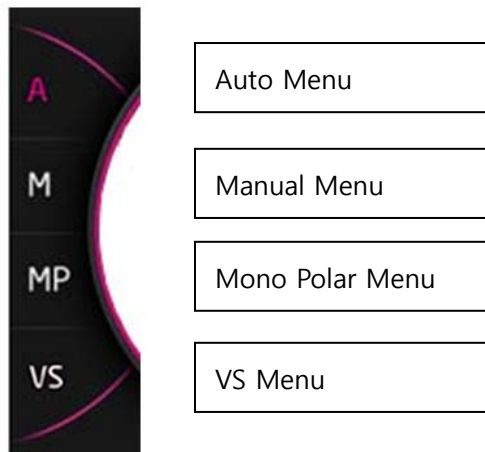 A
Auto Menu
M
Manual Menu
MP
Mono Polar Menu
VS
VS Menu